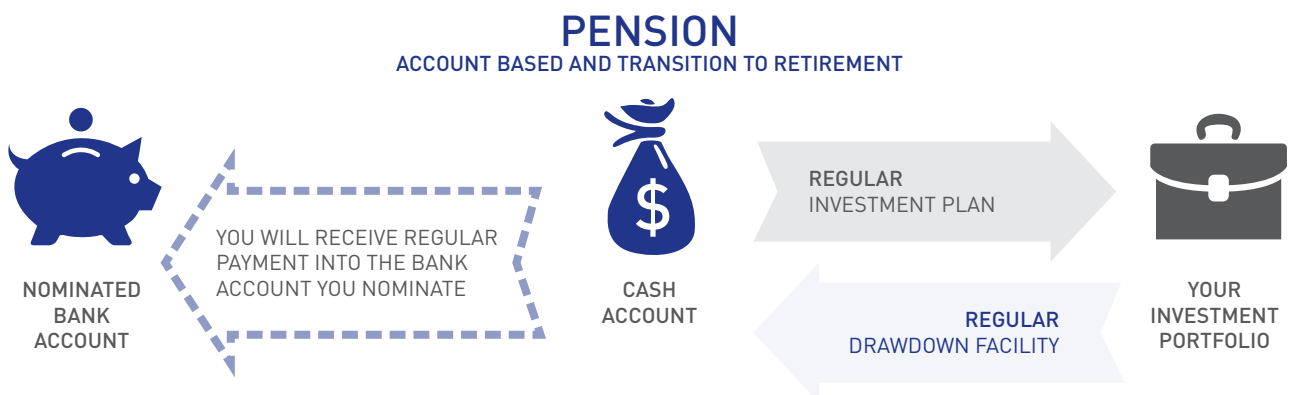 PENSION
ACCOUNT BASED AND TRANSITION TO RETIREMENT
NOMINATED
BANK
ACCOUNT
YOU WILL RECEIVE REGULAR
PAYMENT INTO THE BANK
ACCOUNT YOU NOMINATE
$
CASH
ACCOUNT
REGULAR
INVESTMENT PLAN
REGULAR
DRAWDOWN FACILITY
YOUR
INVESTMENT
PORTFOLIO